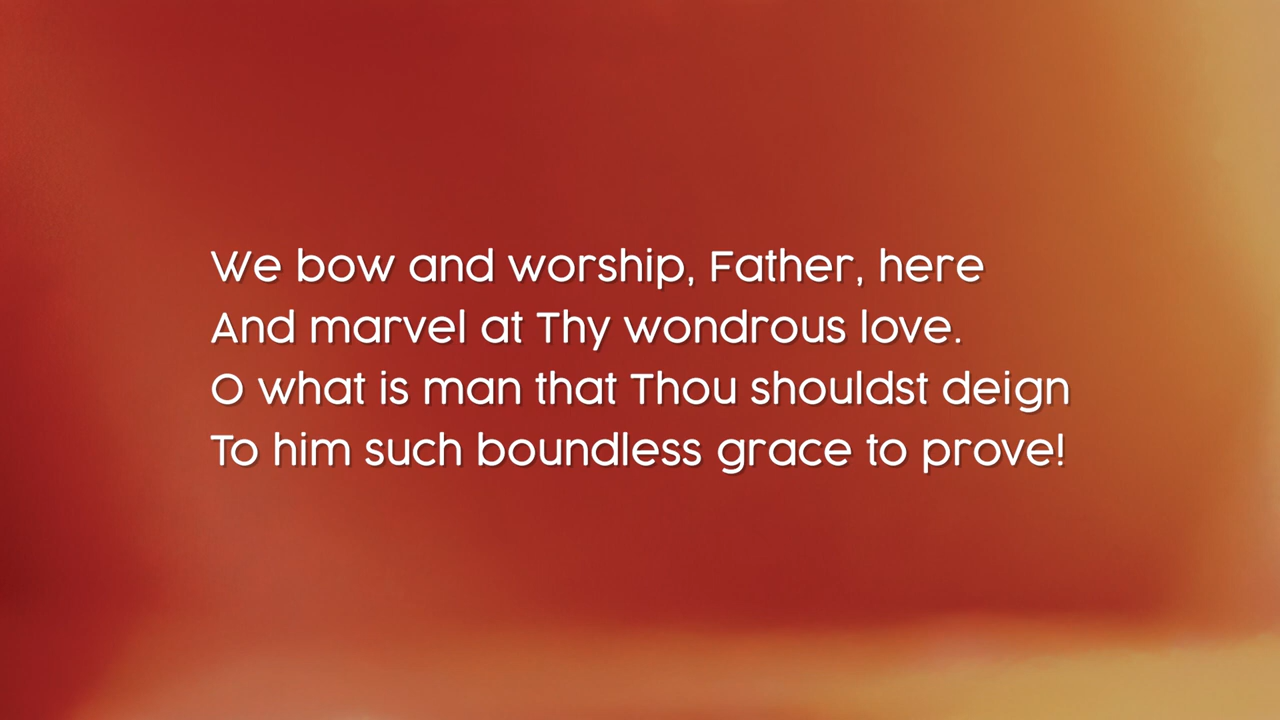 We bow and worship, Father, here
And marvel at Thy wondrous love.
O what is man that Thou shouldst deign
To him such boundless grace to prove!